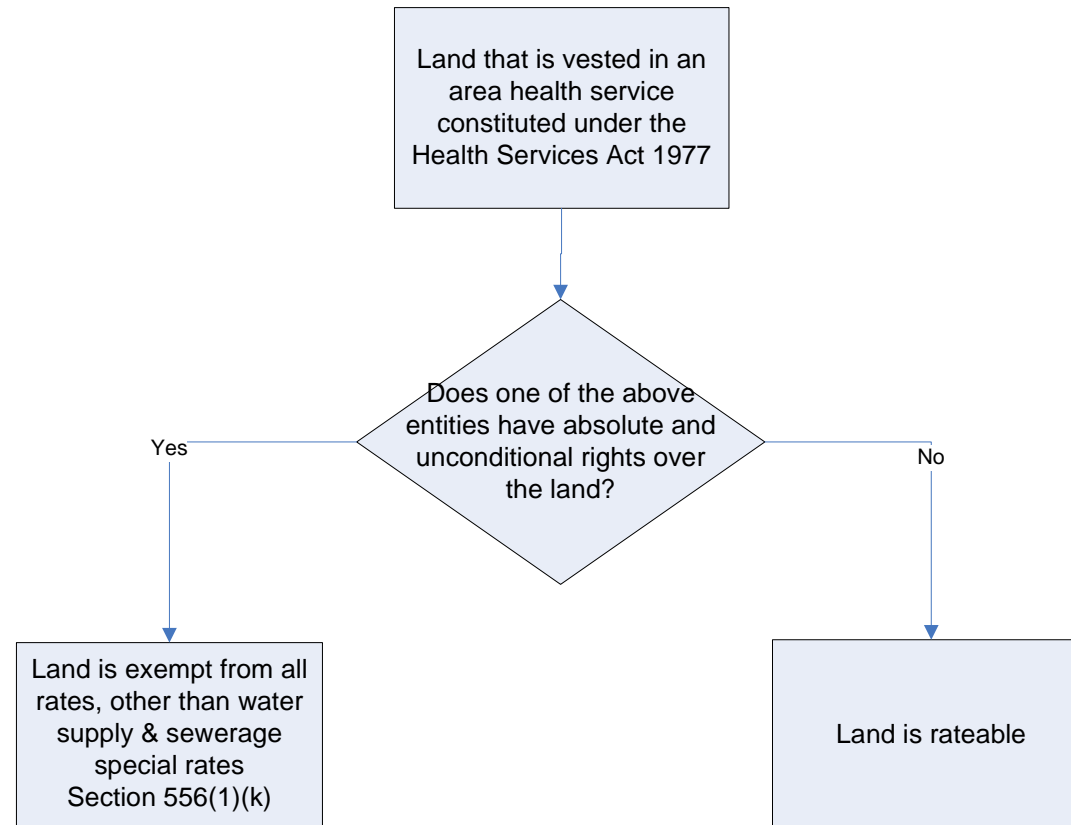 Land that is vested in an
area health service
constituted under the
Health Services Act 1977
Does one of the above
entities have absolute and
unconditional rights over
the land?
Yes
No
Land is exempt from all
rates, other than water
supply & sewerage
special rates
Section 556(1)(k)
Land is rateable